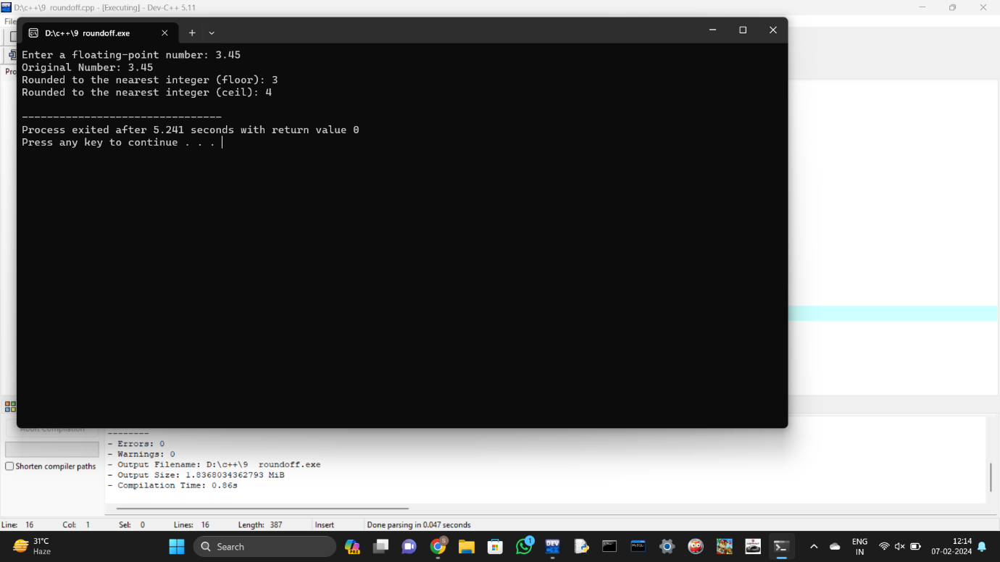 D:\c++\9  roundoff.cpp - [Executing] - Dev-C++ 5.11
File
D:\c++\9  roundoff.exe
Enter a floating-point number: 3.45
Original Number: 3.45
Rounded to the nearest integer (floor): 3
Rounded to the nearest integer (ceil): 4
--------------------------------
Process exited after 5.241 seconds with return value 0
Press any key to continue . . .
Abort Compilation
Shorten compiler paths
--------
- Errors: 0
- Warnings: 0
- Output Filename: D:\c++\9  roundoff.exe
- Output Size: 1.8368034362793 MiB
- Compilation Time: 0.86s
Line: 16 Col: 1 Sel: 0 Lines: 16 Length: 387 Insert Done parsing in 0.047 seconds
31°C
Haze
Search
PRE
S
1
DEV
MySQL
ENG
IN
12:14
07-02-2024